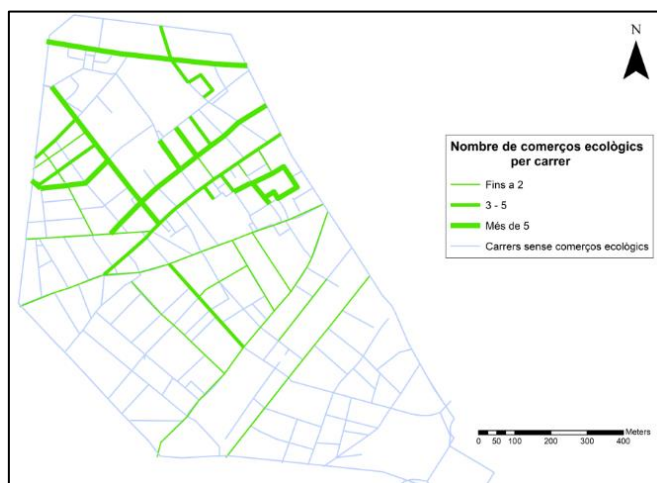 N
Nombre de comerços ecològics
per carrer
Fins a 2
3 - 5
Més de 5
Carrers sense comerços ecològics
Meters
0 50 100 200 300 400